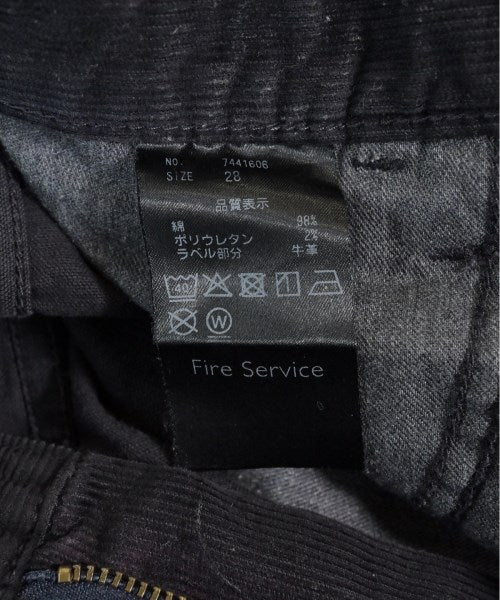 NO. 7441606
SIZE 28
品質表示
綿 98%
ポリウレタン 2%
ラベル部分 牛革
40
W
Fire Service